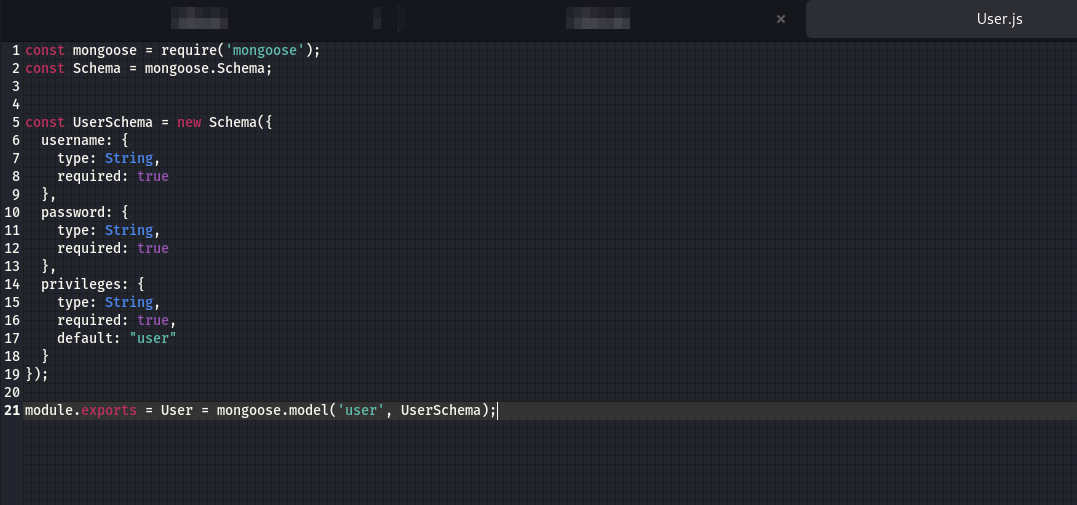 User.js
1 const mongoose = require('mongoose');
2 const Schema = mongoose.Schema;
3
4
5 const UserSchema = new Schema({
6   username: {
7     type: String,
8     required: true
9   },
10   password: {
11     type: String,
12     required: true
13   },
14   privileges: {
15     type: String,
16     required: true,
17     default: "user"
18   }
19 });
20
21 module.exports = User = mongoose.model('user', UserSchema);